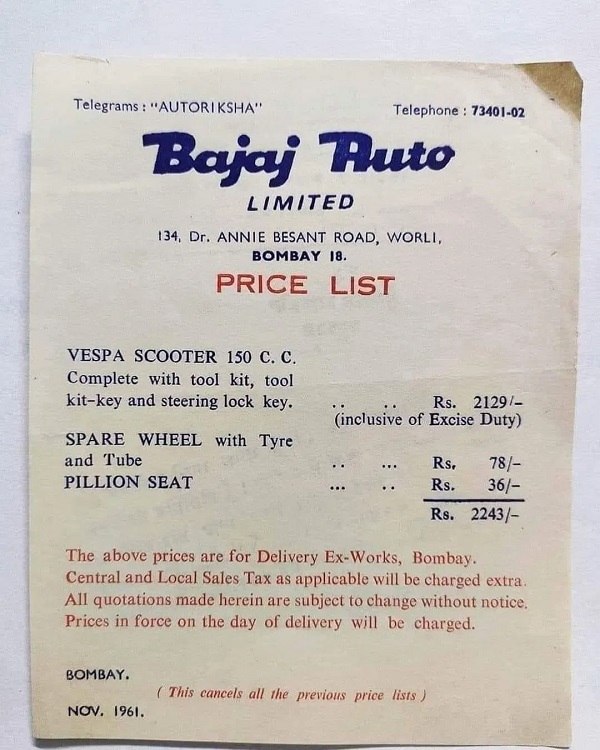 Telegrams : "AUTORIKSHA" Telephone : 73401-02
Bajaj Auto
LIMITED
134, Dr. ANNIE BESANT ROAD, WORLI,
BOMBAY 18.
PRICE LIST
VESPA SCOOTER 150 C. C.
Complete with tool kit, tool
kit-key and steering lock key. .. .. Rs. 2129/-
(inclusive of Excise Duty)
SPARE WHEEL with Tyre
and Tube .. ... Rs. 78/-
PILLION SEAT ... .. Rs. 36/-
Rs. 2243/-
The above prices are for Delivery Ex-Works, Bombay.
Central and Local Sales Tax as applicable will be charged extra.
All quotations made herein are subject to change without notice.
Prices in force on the day of delivery will be charged.
BOMBAY.
( This cancels all the previous price lists )
NOV. 1961.